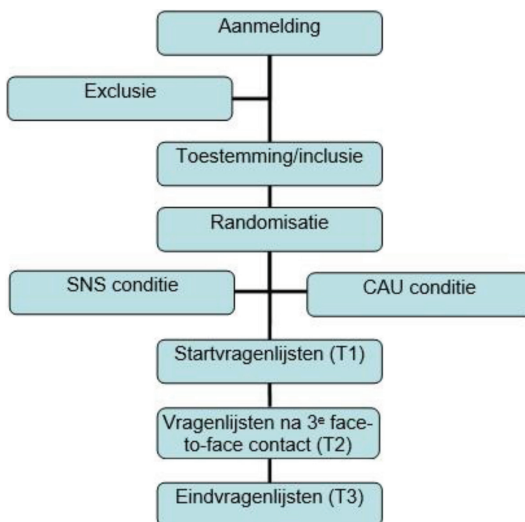 Aanmelding
Exclusie
Toestemming/inclusie
Randomisatie
SNS conditie
CAU conditie
Startvragenlijsten (T1)
Vragenlijsten na 3ᵉ face-
to-face contact (T2)
Eindvragenlijsten (T3)